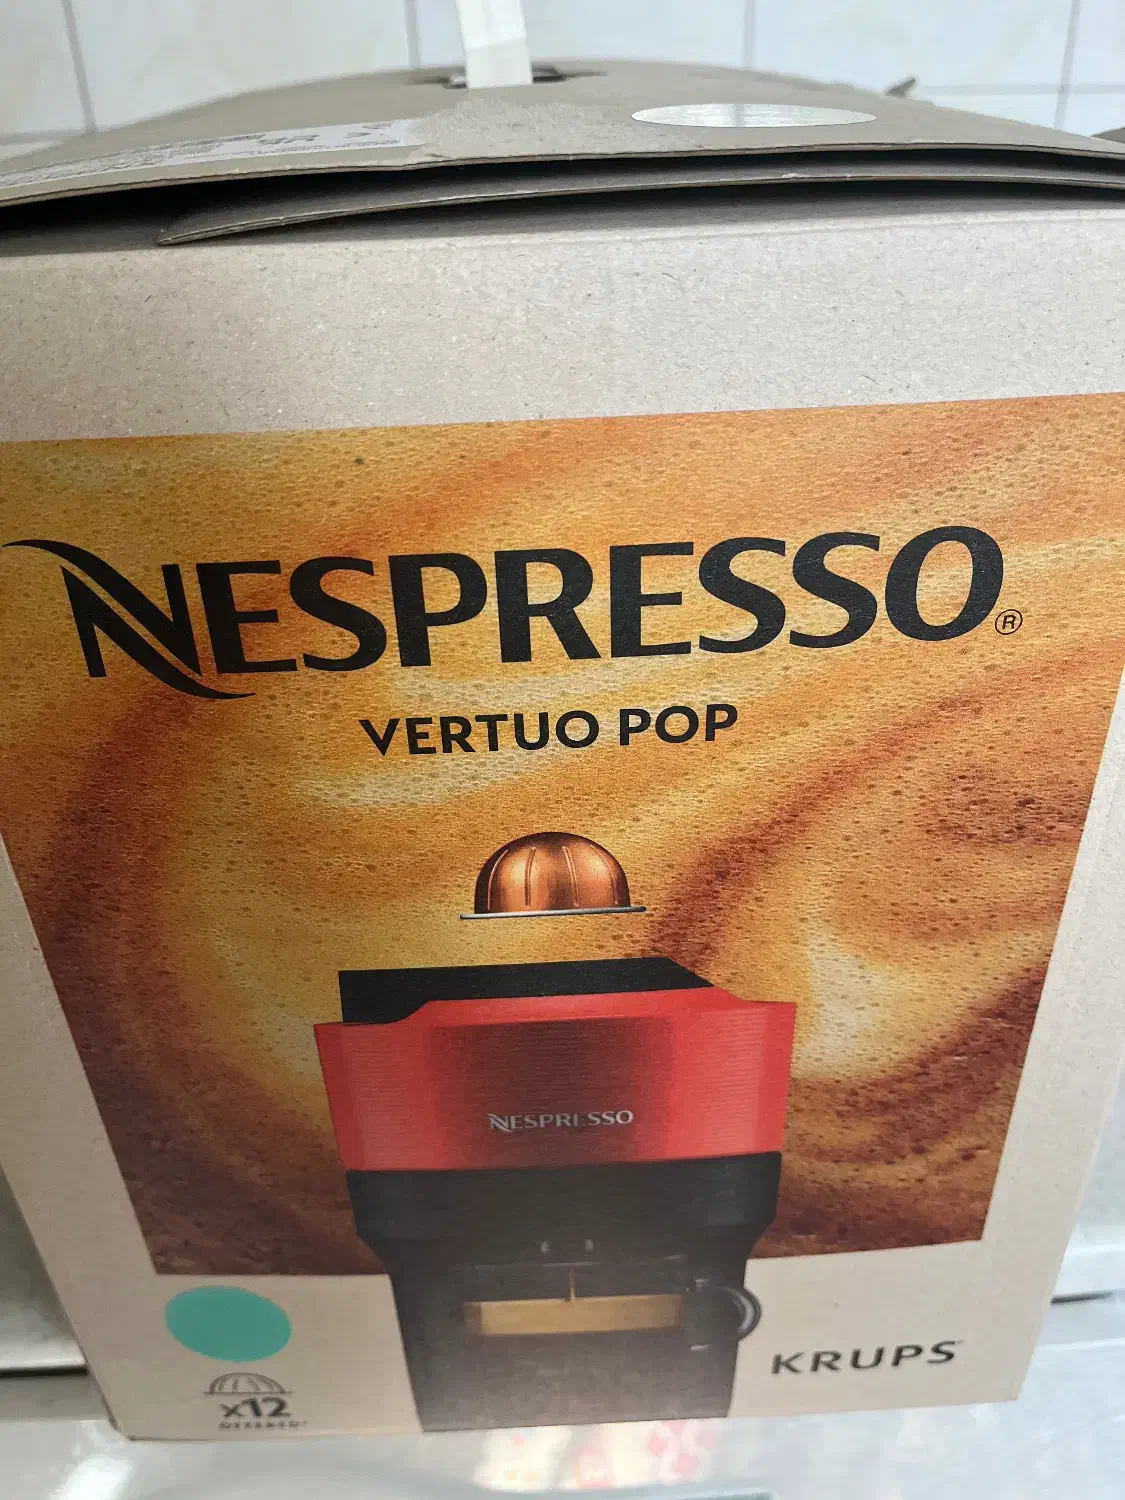 NESPRESSO®
VERTUO POP
NESPRESSO
KRUPS
x12